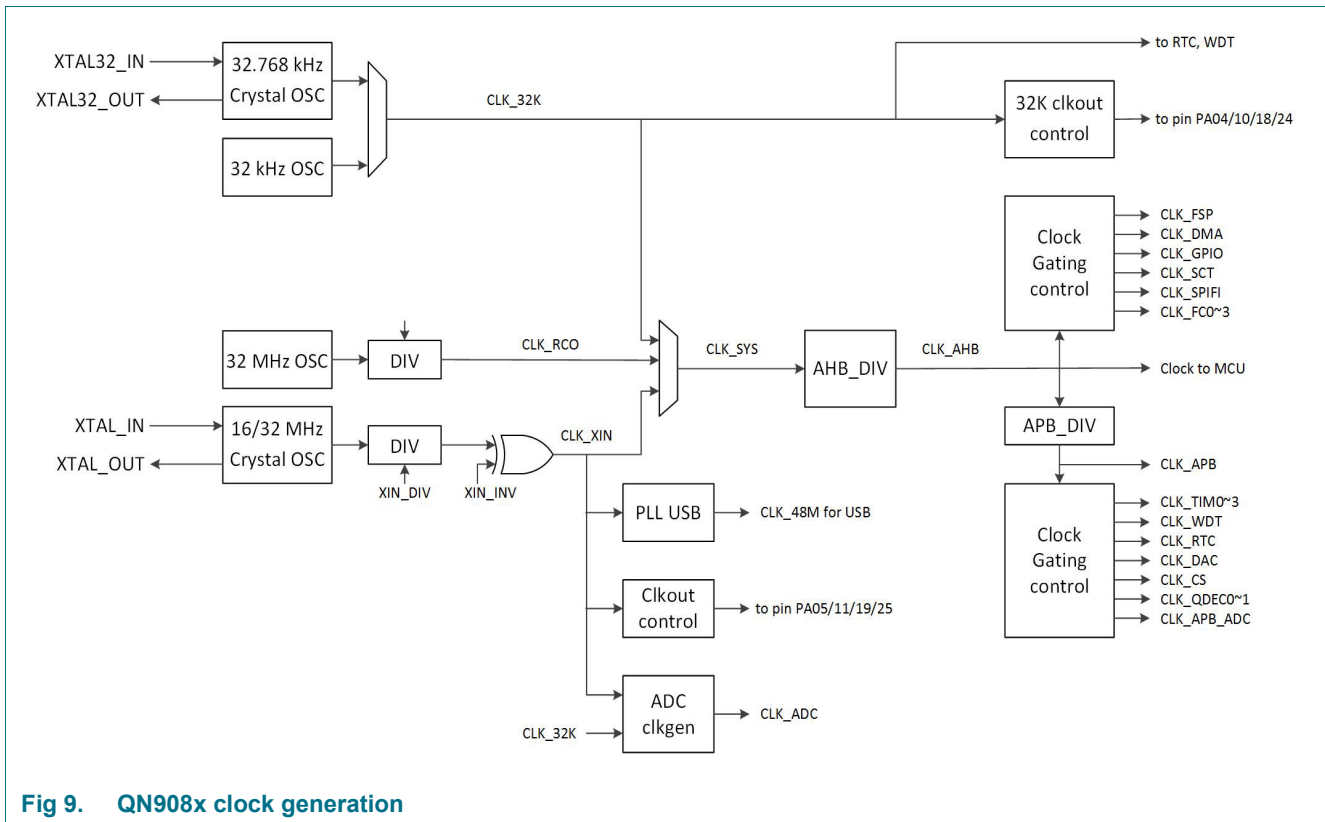 XTAL32_IN
XTAL32_OUT
32.768 kHz
Crystal OSC
32 kHz OSC
CLK_32K
to RTC, WDT
32K clkout
control
to pin PA04/10/18/24
Clock
Gating
control
CLK_FSP
CLK_DMA
CLK_GPIO
CLK_SCT
CLK_SPIFI
CLK_FC0~3
32 MHz OSC
DIV
CLK_RCO
CLK_SYS
AHB_DIV
CLK_AHB
Clock to MCU
XTAL_IN
XTAL_OUT
16/32 MHz
Crystal OSC
DIV
XIN_DIV
XIN_INV
CLK_XIN
APB_DIV
CLK_APB
PLL USB
CLK_48M for USB
Clkout
control
to pin PA05/11/19/25
CLK_32K
ADC
clkgen
CLK_ADC
Clock
Gating
control
CLK_TIM0~3
CLK_WDT
CLK_RTC
CLK_DAC
CLK_CS
CLK_QDEC0~1
CLK_APB_ADC
Fig 9. QN908x clock generation